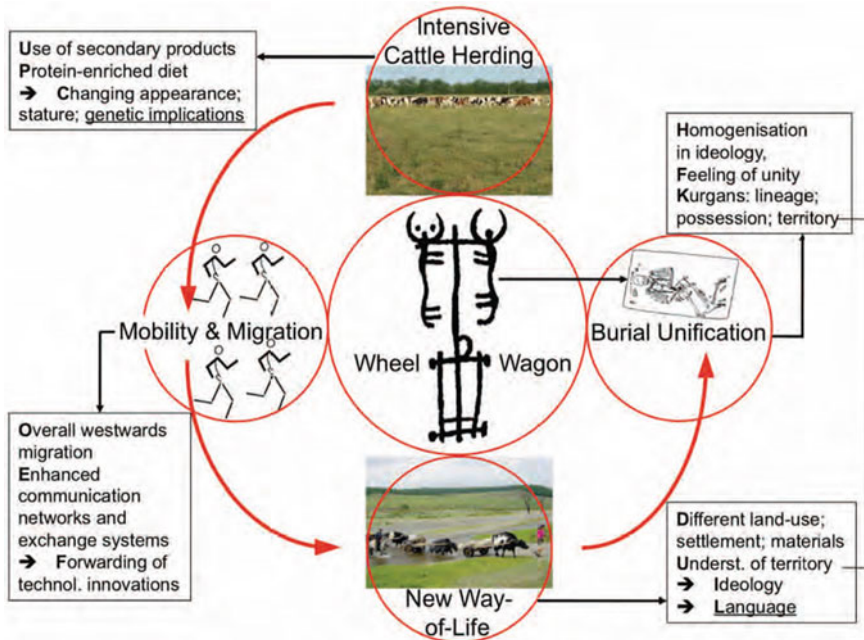 Intensive
Cattle Herding
Use of secondary products
Protein-enriched diet
➔ Changing appearance;
stature; genetic implications
Homogenisation
in ideology,
Feeling of unity
Kurgans: lineage;
possession; territory
Mobility & Migration
Wheel Wagon
Burial Unification
Overall westwards
migration
Enhanced
communication
networks and
exchange systems
➔ Forwarding of
technol. innovations
New Way-
of-Life
Different land-use;
settlement; materials
Underst. of territory
➔ Ideology
➔ Language